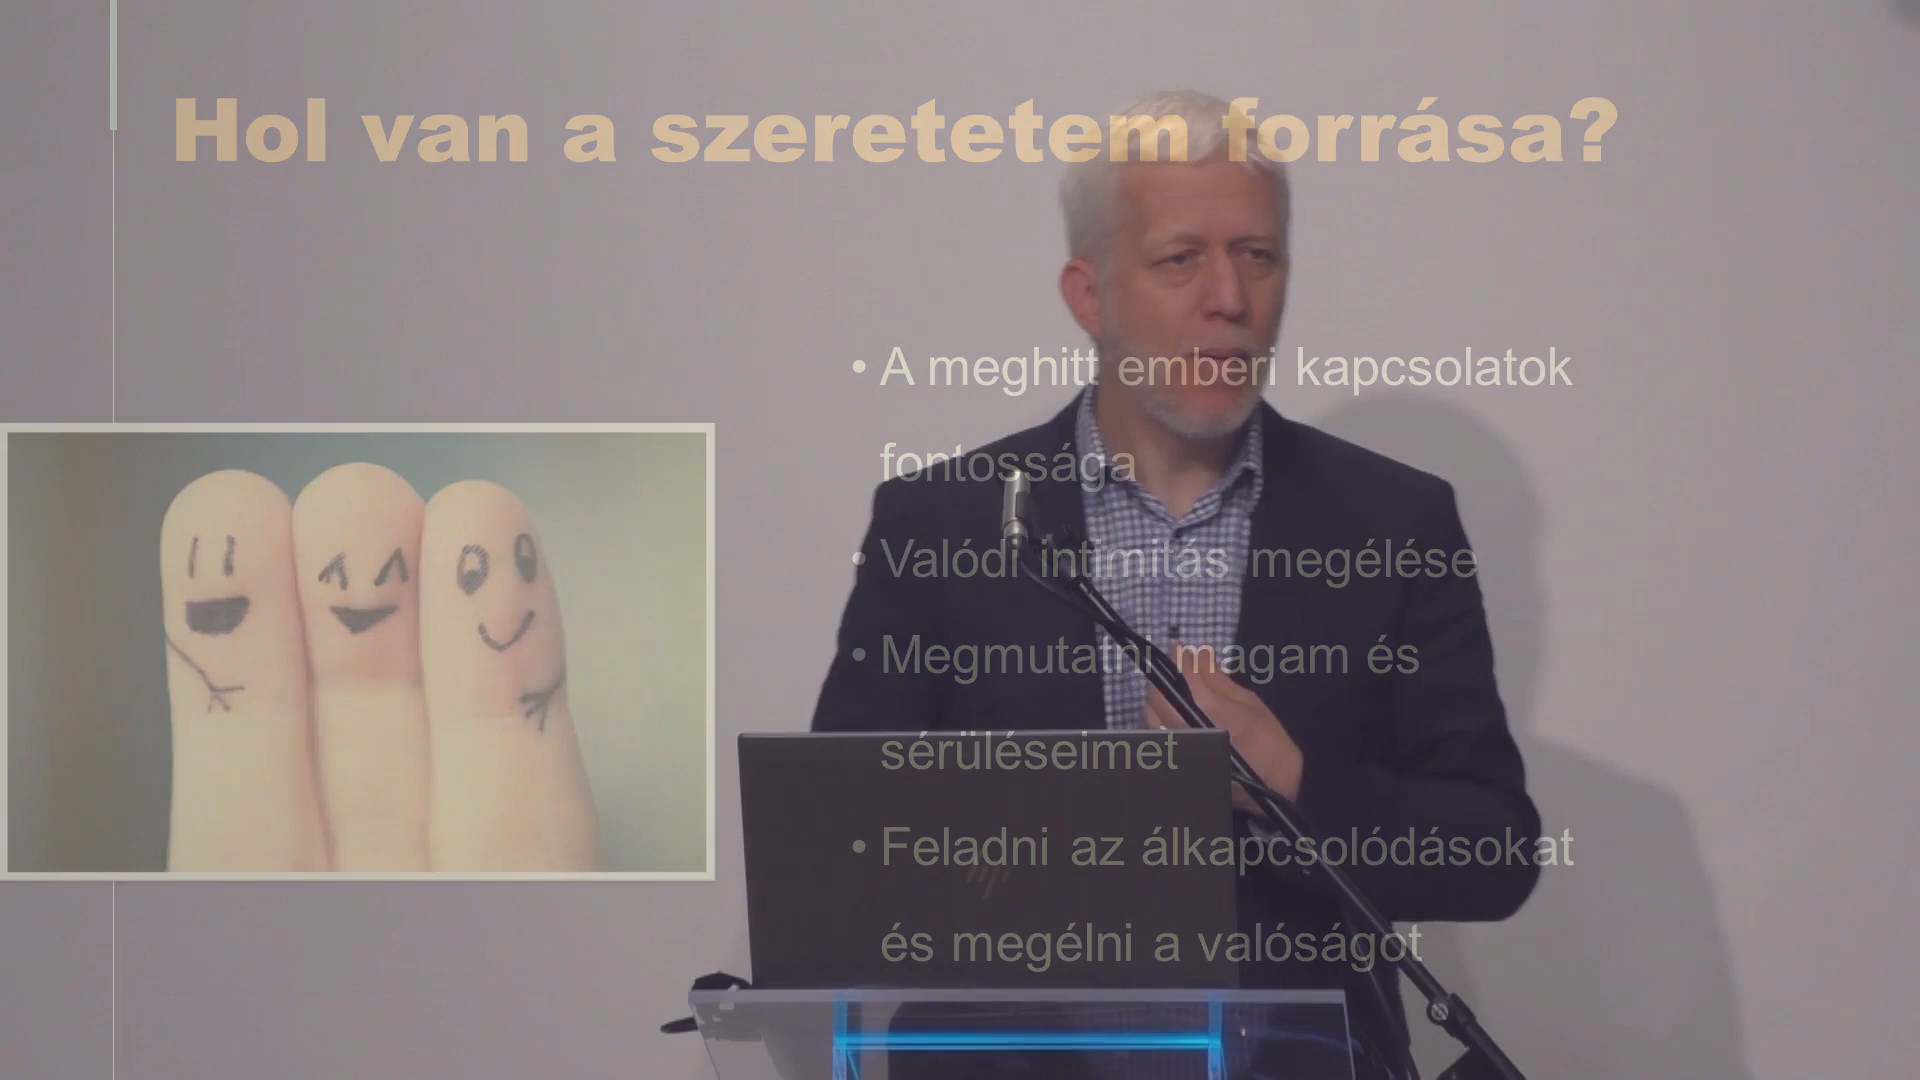 Hol van a szeretetem forrása?
• A meghitt emberi kapcsolatok
fontossága
• Valódi intimitás megélése
• Megmutatni magam és
sérüléseimet
• Feladni az álkapcsolódásokat
és megélni a valóságot